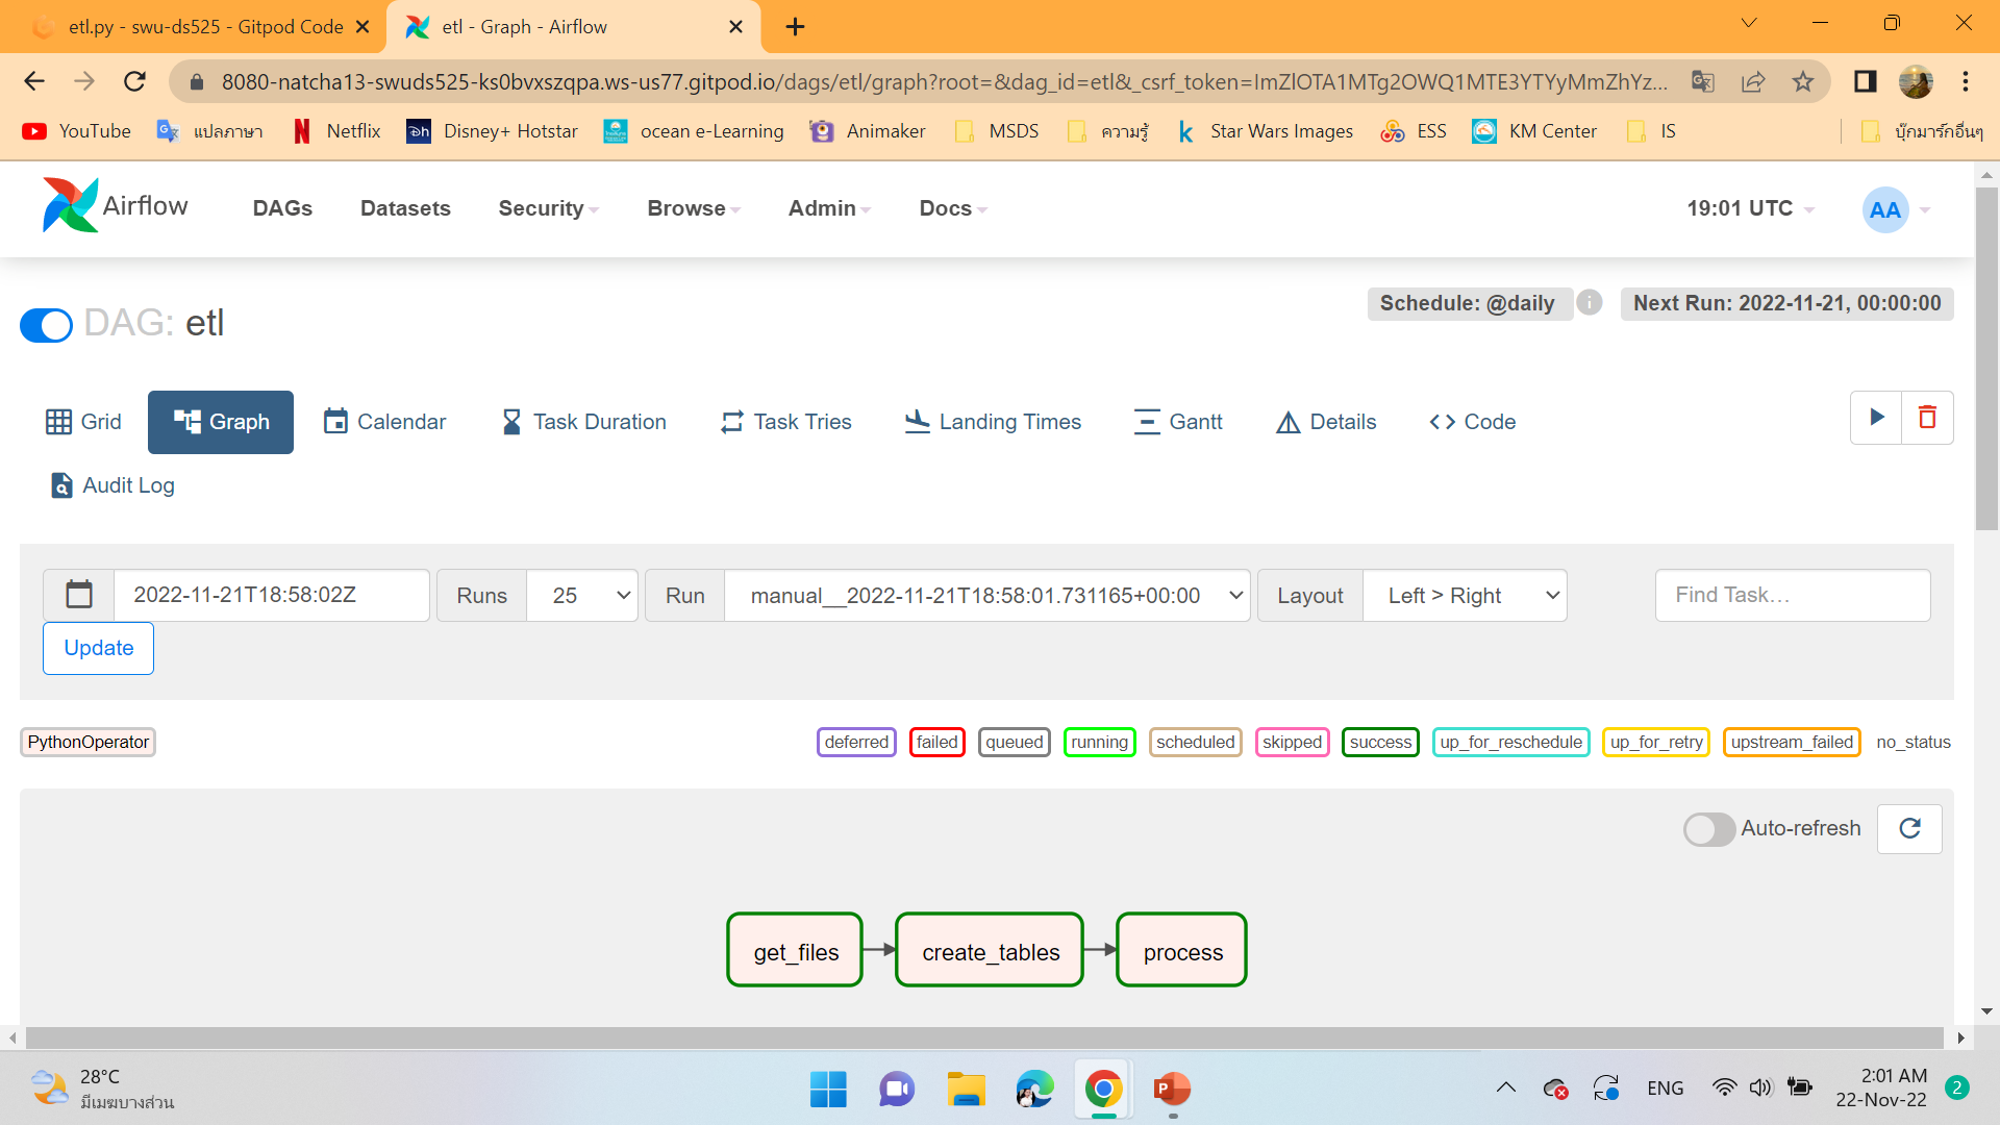 etl.py - swu-ds525 - Gitpod Code
etl - Graph - Airflow
8080-natcha13-swuds525-ks0bvxszqpa.ws-us77.gitpod.io/dags/etl/graph?root=&dag_id=etl&_csrf_token=ImZlOTA1MTg2OWQ1MTE3YTYyMmZhYz...
YouTube แปลภาษา Netflix Disney+ Hotstar ocean e-Learning Animaker MSDS ความรู้ Star Wars Images ESS KM Center IS บุ๊กมาร์กอื่นๆ
Airflow DAGs Datasets Security Browse Admin Docs 19:01 UTC AA
DAG: etl
Schedule: @daily Next Run: 2022-11-21, 00:00:00
Grid Graph Calendar Task Duration Task Tries Landing Times Gantt Details Code
Audit Log
2022-11-21T18:58:02Z Runs 25 Run manual__2022-11-21T18:58:01.731165+00:00 Layout Left > Right Find Task…
Update
PythonOperator deferred failed queued running scheduled skipped success up_for_reschedule up_for_retry upstream_failed no_status
Auto-refresh
get_files create_tables process
28°C
มีเมฆบางส่วน
ENG
2:01 AM
22-Nov-22
2